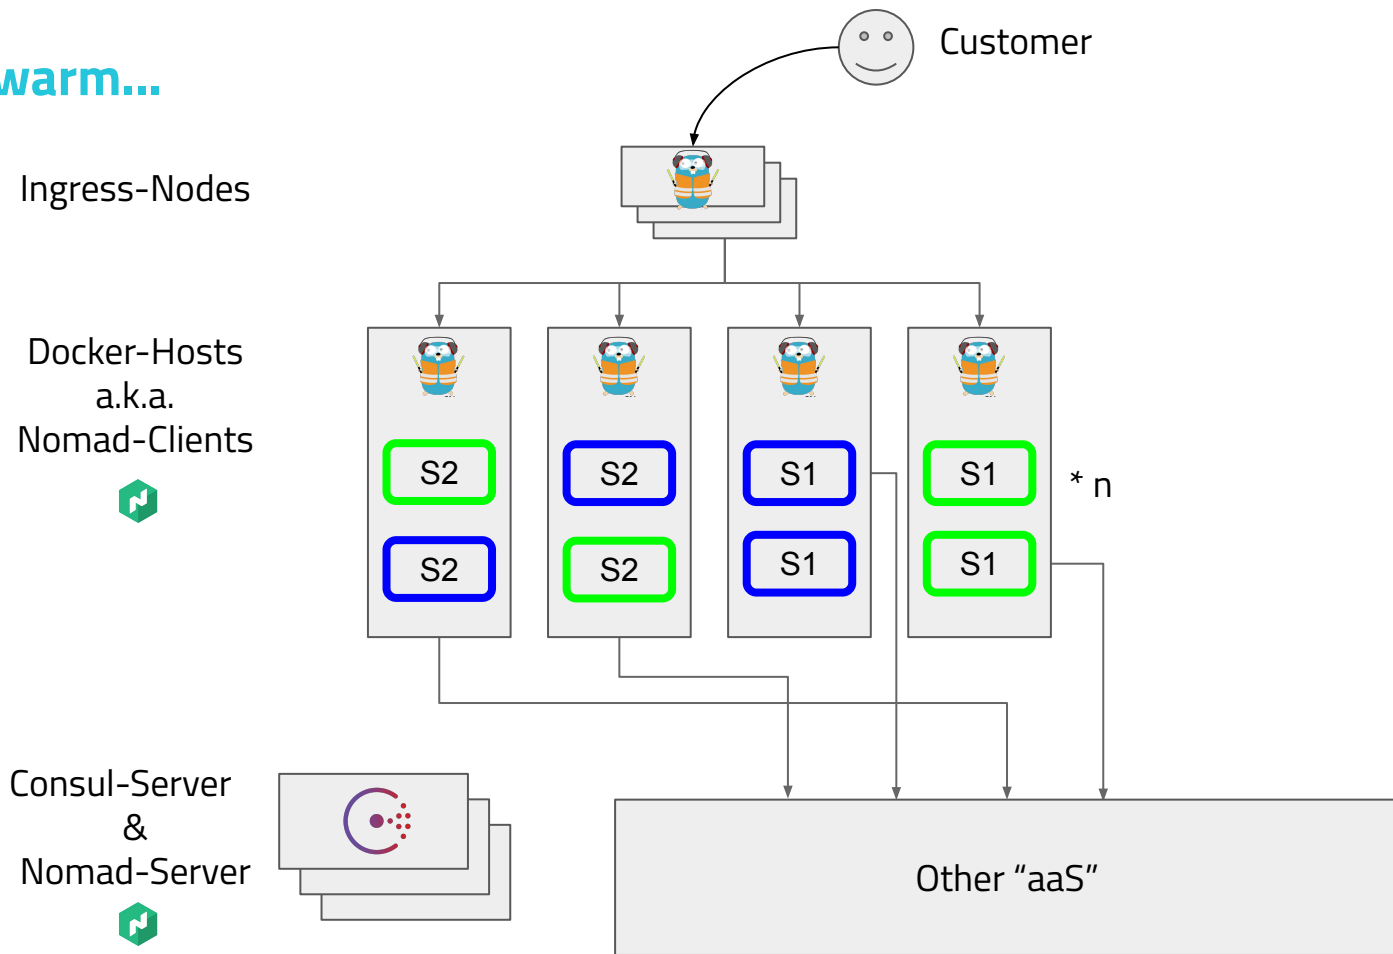 Customer
warm...
Ingress-Nodes
Docker-Hosts
a.k.a.
Nomad-Clients
S2
S2
S1
S1
* n
S2
S2
S1
S1
Consul-Server
&
Nomad-Server
Other “aaS”